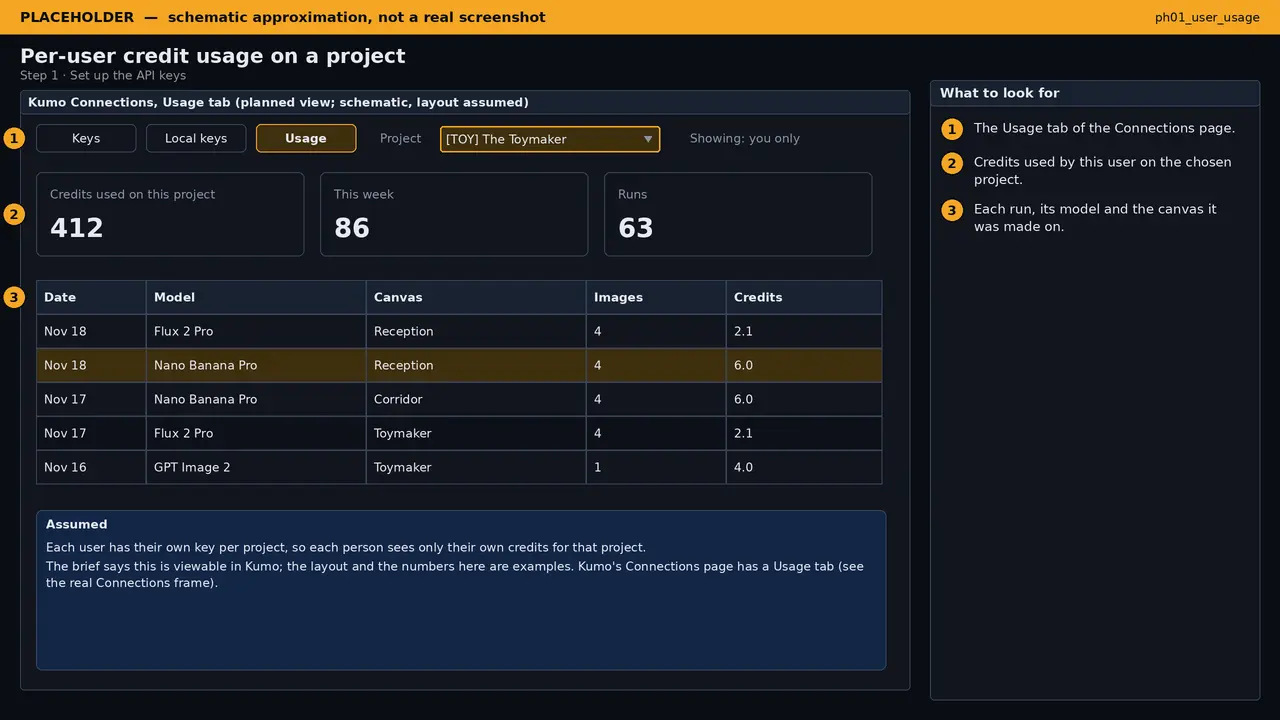 PLACEHOLDER — schematic approximation, not a real screenshot
ph01_user_usage
Per-user credit usage on a project
Step 1 · Set up the API keys
Kumo Connections, Usage tab (planned view; schematic, layout assumed)
1
Keys
Local keys
Usage
Project
[TOY] The Toymaker
Showing: you only
2
Credits used on this project
412
This week
86
Runs
63
3
Date Model Canvas Images Credits
Nov 18 Flux 2 Pro Reception 4 2.1
Nov 18 Nano Banana Pro Reception 4 6.0
Nov 17 Nano Banana Pro Corridor 4 6.0
Nov 17 Flux 2 Pro Toymaker 4 2.1
Nov 16 GPT Image 2 Toymaker 1 4.0
Assumed
Each user has their own key per project, so each person sees only their own credits for that project.
The brief says this is viewable in Kumo; the layout and the numbers here are examples. Kumo's Connections page has a Usage tab (see
the real Connections frame).
What to look for
1 The Usage tab of the Connections page.
2 Credits used by this user on the chosen
project.
3 Each run, its model and the canvas it
was made on.